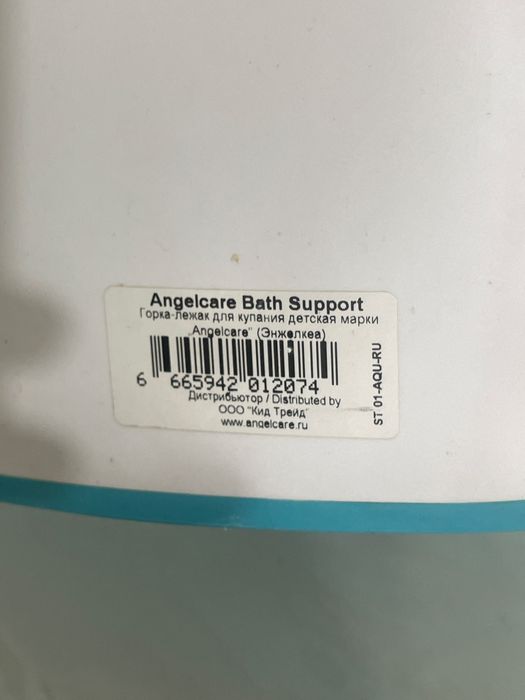 Angelcare Bath Support
Горка-лежак для купания детская марки
„Angelcare" (Энжелкеа)
6 665942 012074
Дистрибьютор / Distributed by
ООО "Кид Трейд"
www.angelcare.ru
ST 01-AQU-RU